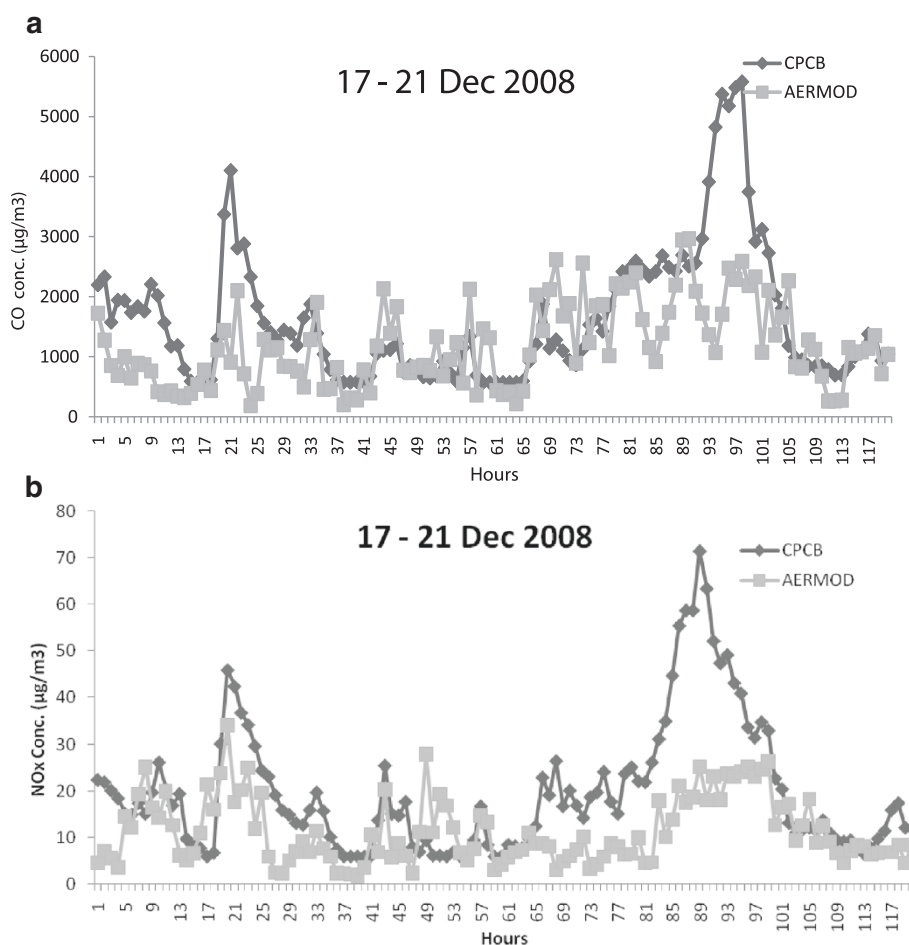 a
17 - 21 Dec 2008
CPCB
AERMOD
CO conc. (µg/m3)
6000
5000
4000
3000
2000
1000
0
1 5 9 13 17 21 25 29 33 37 41 45 49 53 57 61 65 69 73 77 81 85 89 93 97 101 105 109 113 117
Hours
b
17 - 21 Dec 2008
CPCB
AERMOD
NOx Conc. (µg/m3)
80
70
60
50
40
30
20
10
0
1 5 9 13 17 21 25 29 33 37 41 45 49 53 57 61 65 69 73 77 81 85 89 93 97 101 105 109 113 117
Hours